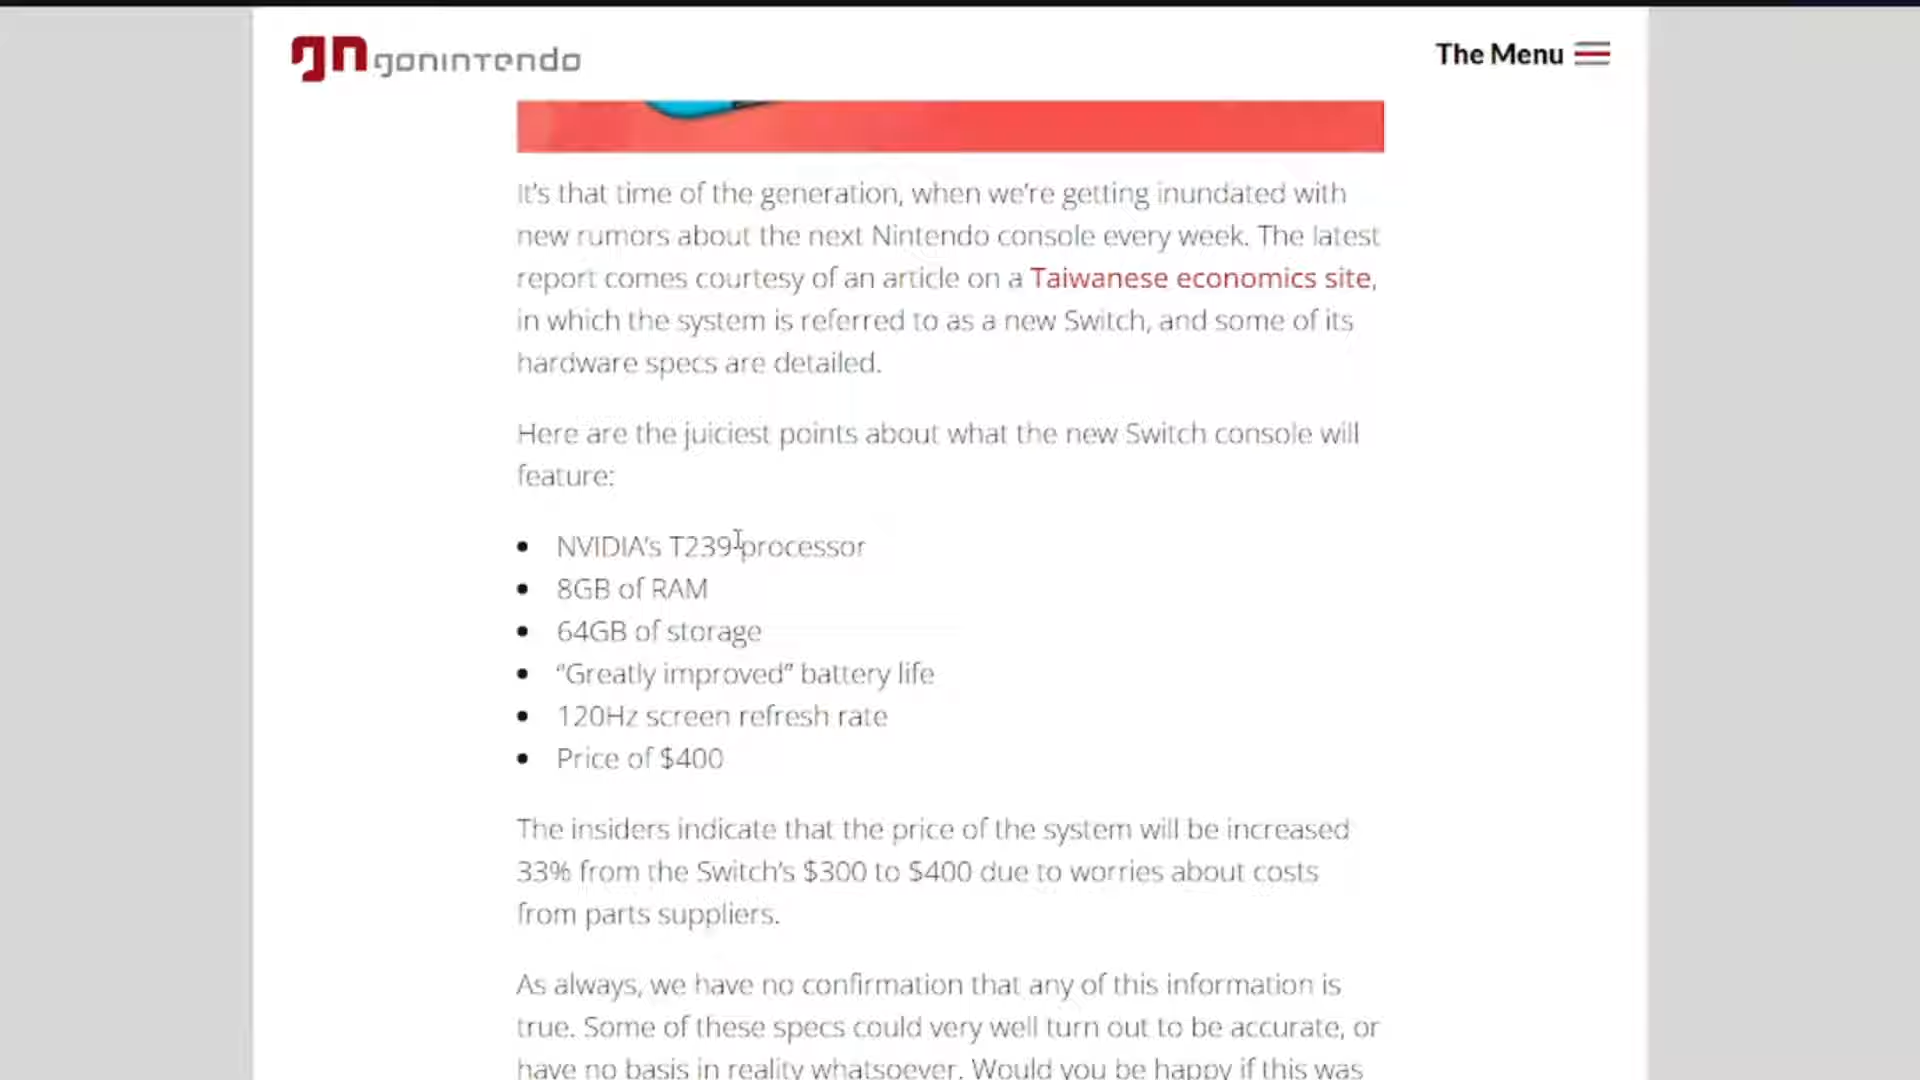 gn gonintendo
The Menu
It's that time of the generation, when we're getting inundated with
new rumors about the next Nintendo console every week. The latest
report comes courtesy of an article on a Taiwanese economics site,
in which the system is referred to as a new Switch, and some of its
hardware specs are detailed.
Here are the juiciest points about what the new Switch console will
feature:
• NVIDIA's T239 processor
• 8GB of RAM
• 64GB of storage
• “Greatly improved” battery life
• 120Hz screen refresh rate
• Price of $400
The insiders indicate that the price of the system will be increased
33% from the Switch's $300 to $400 due to worries about costs
from parts suppliers.
As always, we have no confirmation that any of this information is
true. Some of these specs could very well turn out to be accurate, or
have no basis in reality whatsoever. Would you be happy if this was